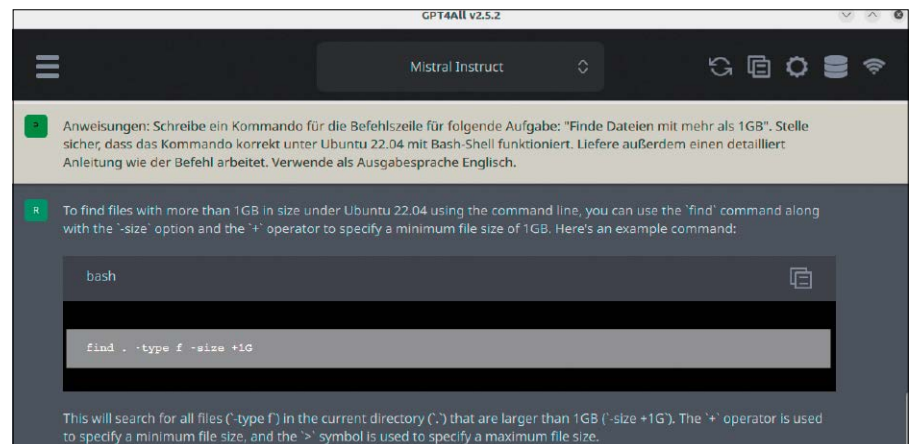 GPT4All v2.5.2
Mistral Instruct
P
Anweisungen: Schreibe ein Kommando für die Befehlszeile für folgende Aufgabe: "Finde Dateien mit mehr als 1GB". Stelle
sicher, dass das Kommando korrekt unter Ubuntu 22.04 mit Bash-Shell funktioniert. Liefere außerdem einen detailliert
Anleitung wie der Befehl arbeitet. Verwende als Ausgabesprache Englisch.
R
To find files with more than 1GB in size under Ubuntu 22.04 using the command line, you can use the `find` command along
with the `-size` option and the `+` operator to specify a minimum file size of 1GB. Here's an example command:
bash
find . -type f -size +1G
This will search for all files (`-type f`) in the current directory (`.`) that are larger than 1GB (`-size +1G`). The `+` operator is used
to specify a minimum file size, and the `>` symbol is used to specify a maximum file size.